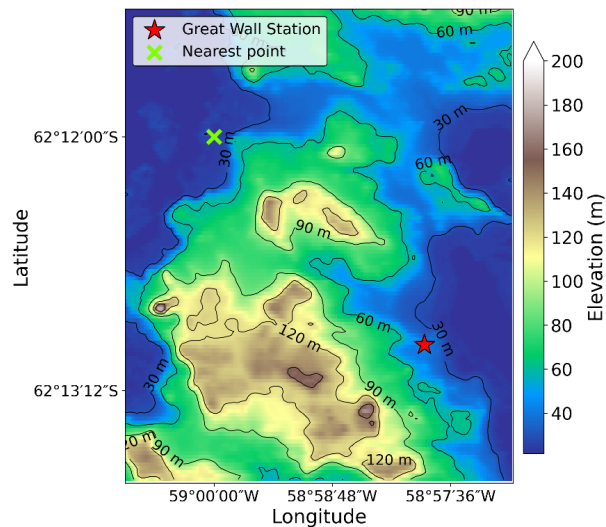 Great Wall Station
Nearest point
90 m
60 m
30 m
60 m
30 m
90 m
60 m
30 m
120 m
30 m
90 m
20 m
90 m
120 m
62°12′00″S
62°13′12″S
Latitude
59°00′00″W
58°58′48″W
58°57′36″W
Longitude
200
180
160
140
120
100
80
60
40
Elevation (m)